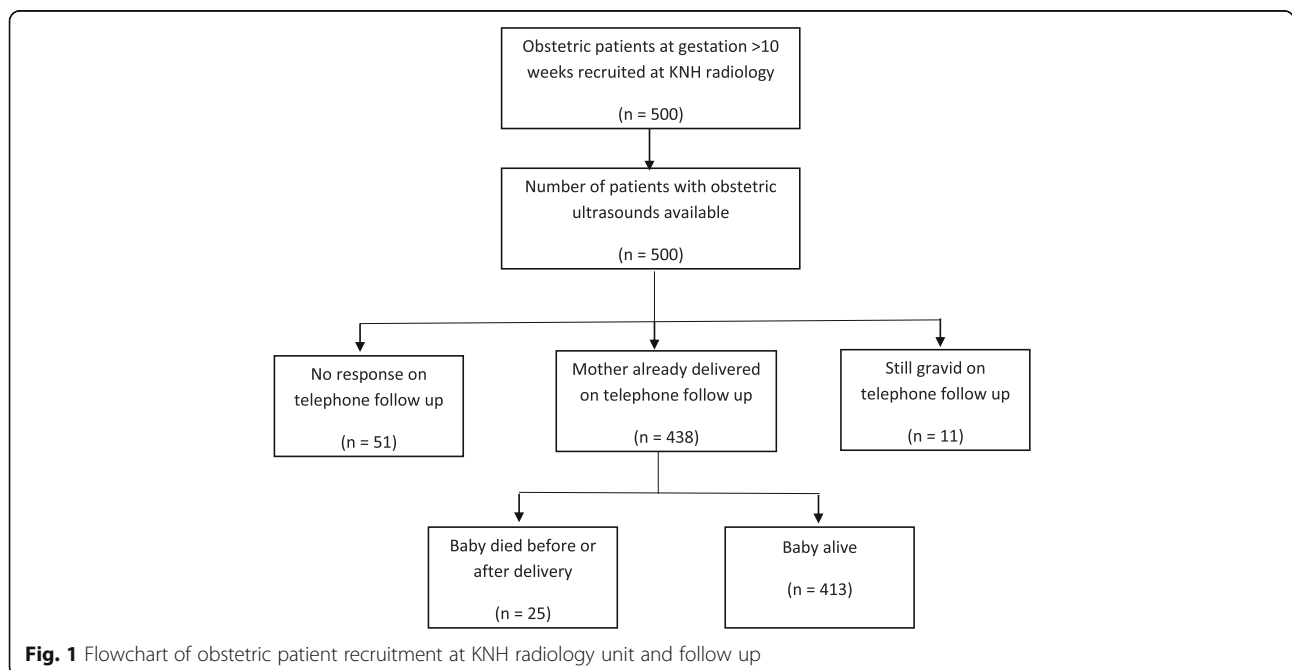 Obstetric patients at gestation >10
weeks recruited at KNH radiology
(n = 500)
Number of patients with obstetric
ultrasounds available
(n = 500)
No response on
telephone follow up
(n = 51)
Mother already delivered
on telephone follow up
(n = 438)
Still gravid on
telephone follow up
(n = 11)
Baby died before or
after delivery
(n = 25)
Baby alive
(n = 413)
Fig. 1 Flowchart of obstetric patient recruitment at KNH radiology unit and follow up